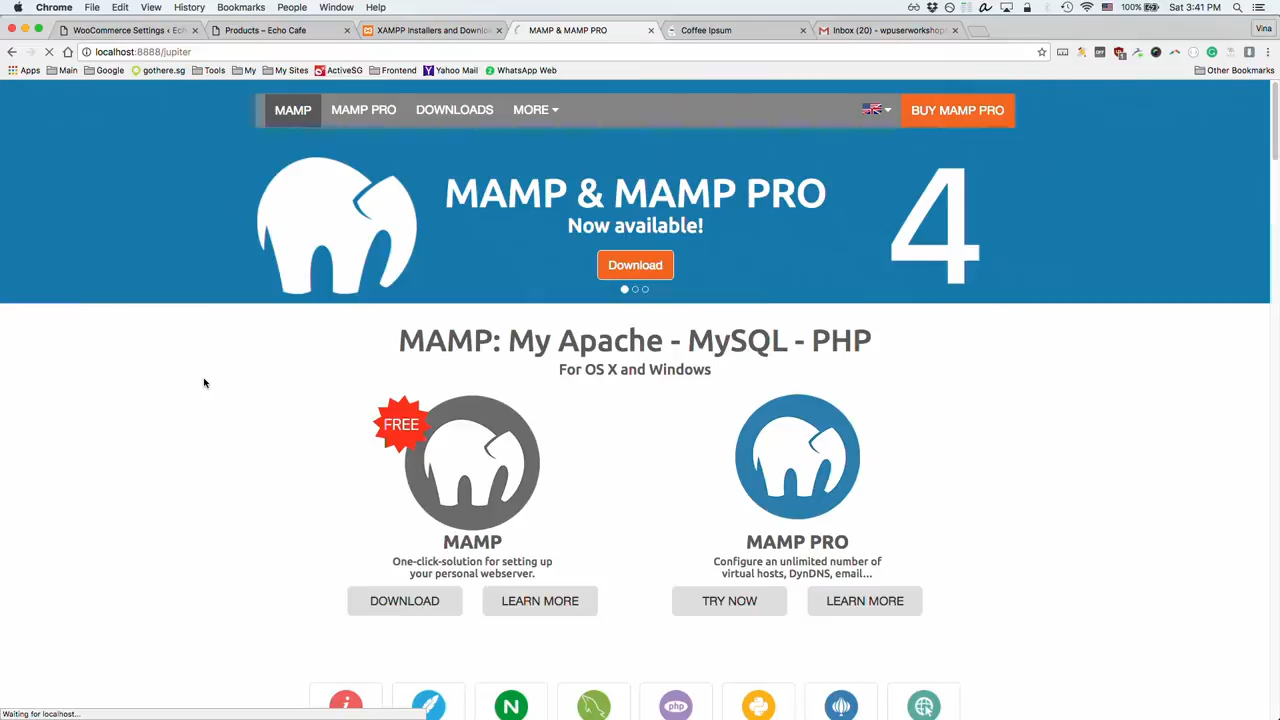 Chrome File Edit View History Bookmarks People Window Help 100% Sat 3:41 PM
WooCommerce Settings ‹ Echo
Products – Echo Cafe
XAMPP Installers and Downlo
MAMP & MAMP PRO
Coffee Ipsum
Inbox (20) - wpuserworkshop
Vina
localhost:8888/jupiter
Apps Main Google gothere.sg Tools My My Sites ActiveSG Frontend Yahoo Mail WhatsApp Web Other Bookmarks
MAMP MAMP PRO DOWNLOADS MORE BUY MAMP PRO
MAMP & MAMP PRO
4
Now available!
Download
MAMP: My Apache - MySQL - PHP
For OS X and Windows
FREE
MAMP
One-click-solution for setting up
your personal webserver.
DOWNLOAD LEARN MORE
MAMP PRO
Configure an unlimited number of
virtual hosts, DynDNS, email...
TRY NOW LEARN MORE
i
N
php
Waiting for localhost...